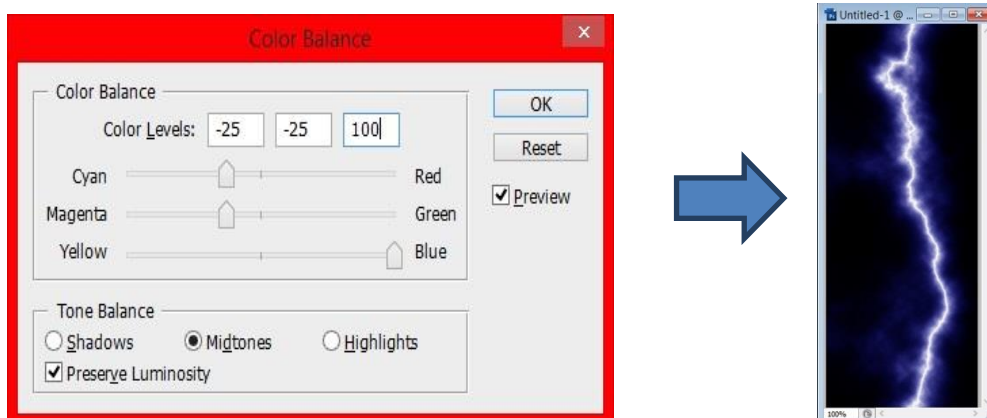 Color Balance
Color Balance
Color Levels: -25 -25 100
Cyan Red
Magenta Green
Yellow Blue
Tone Balance
Shadows Midtones Highlights
Preserve Luminosity
OK
Reset
Preview
Untitled-1 @ ...
100%